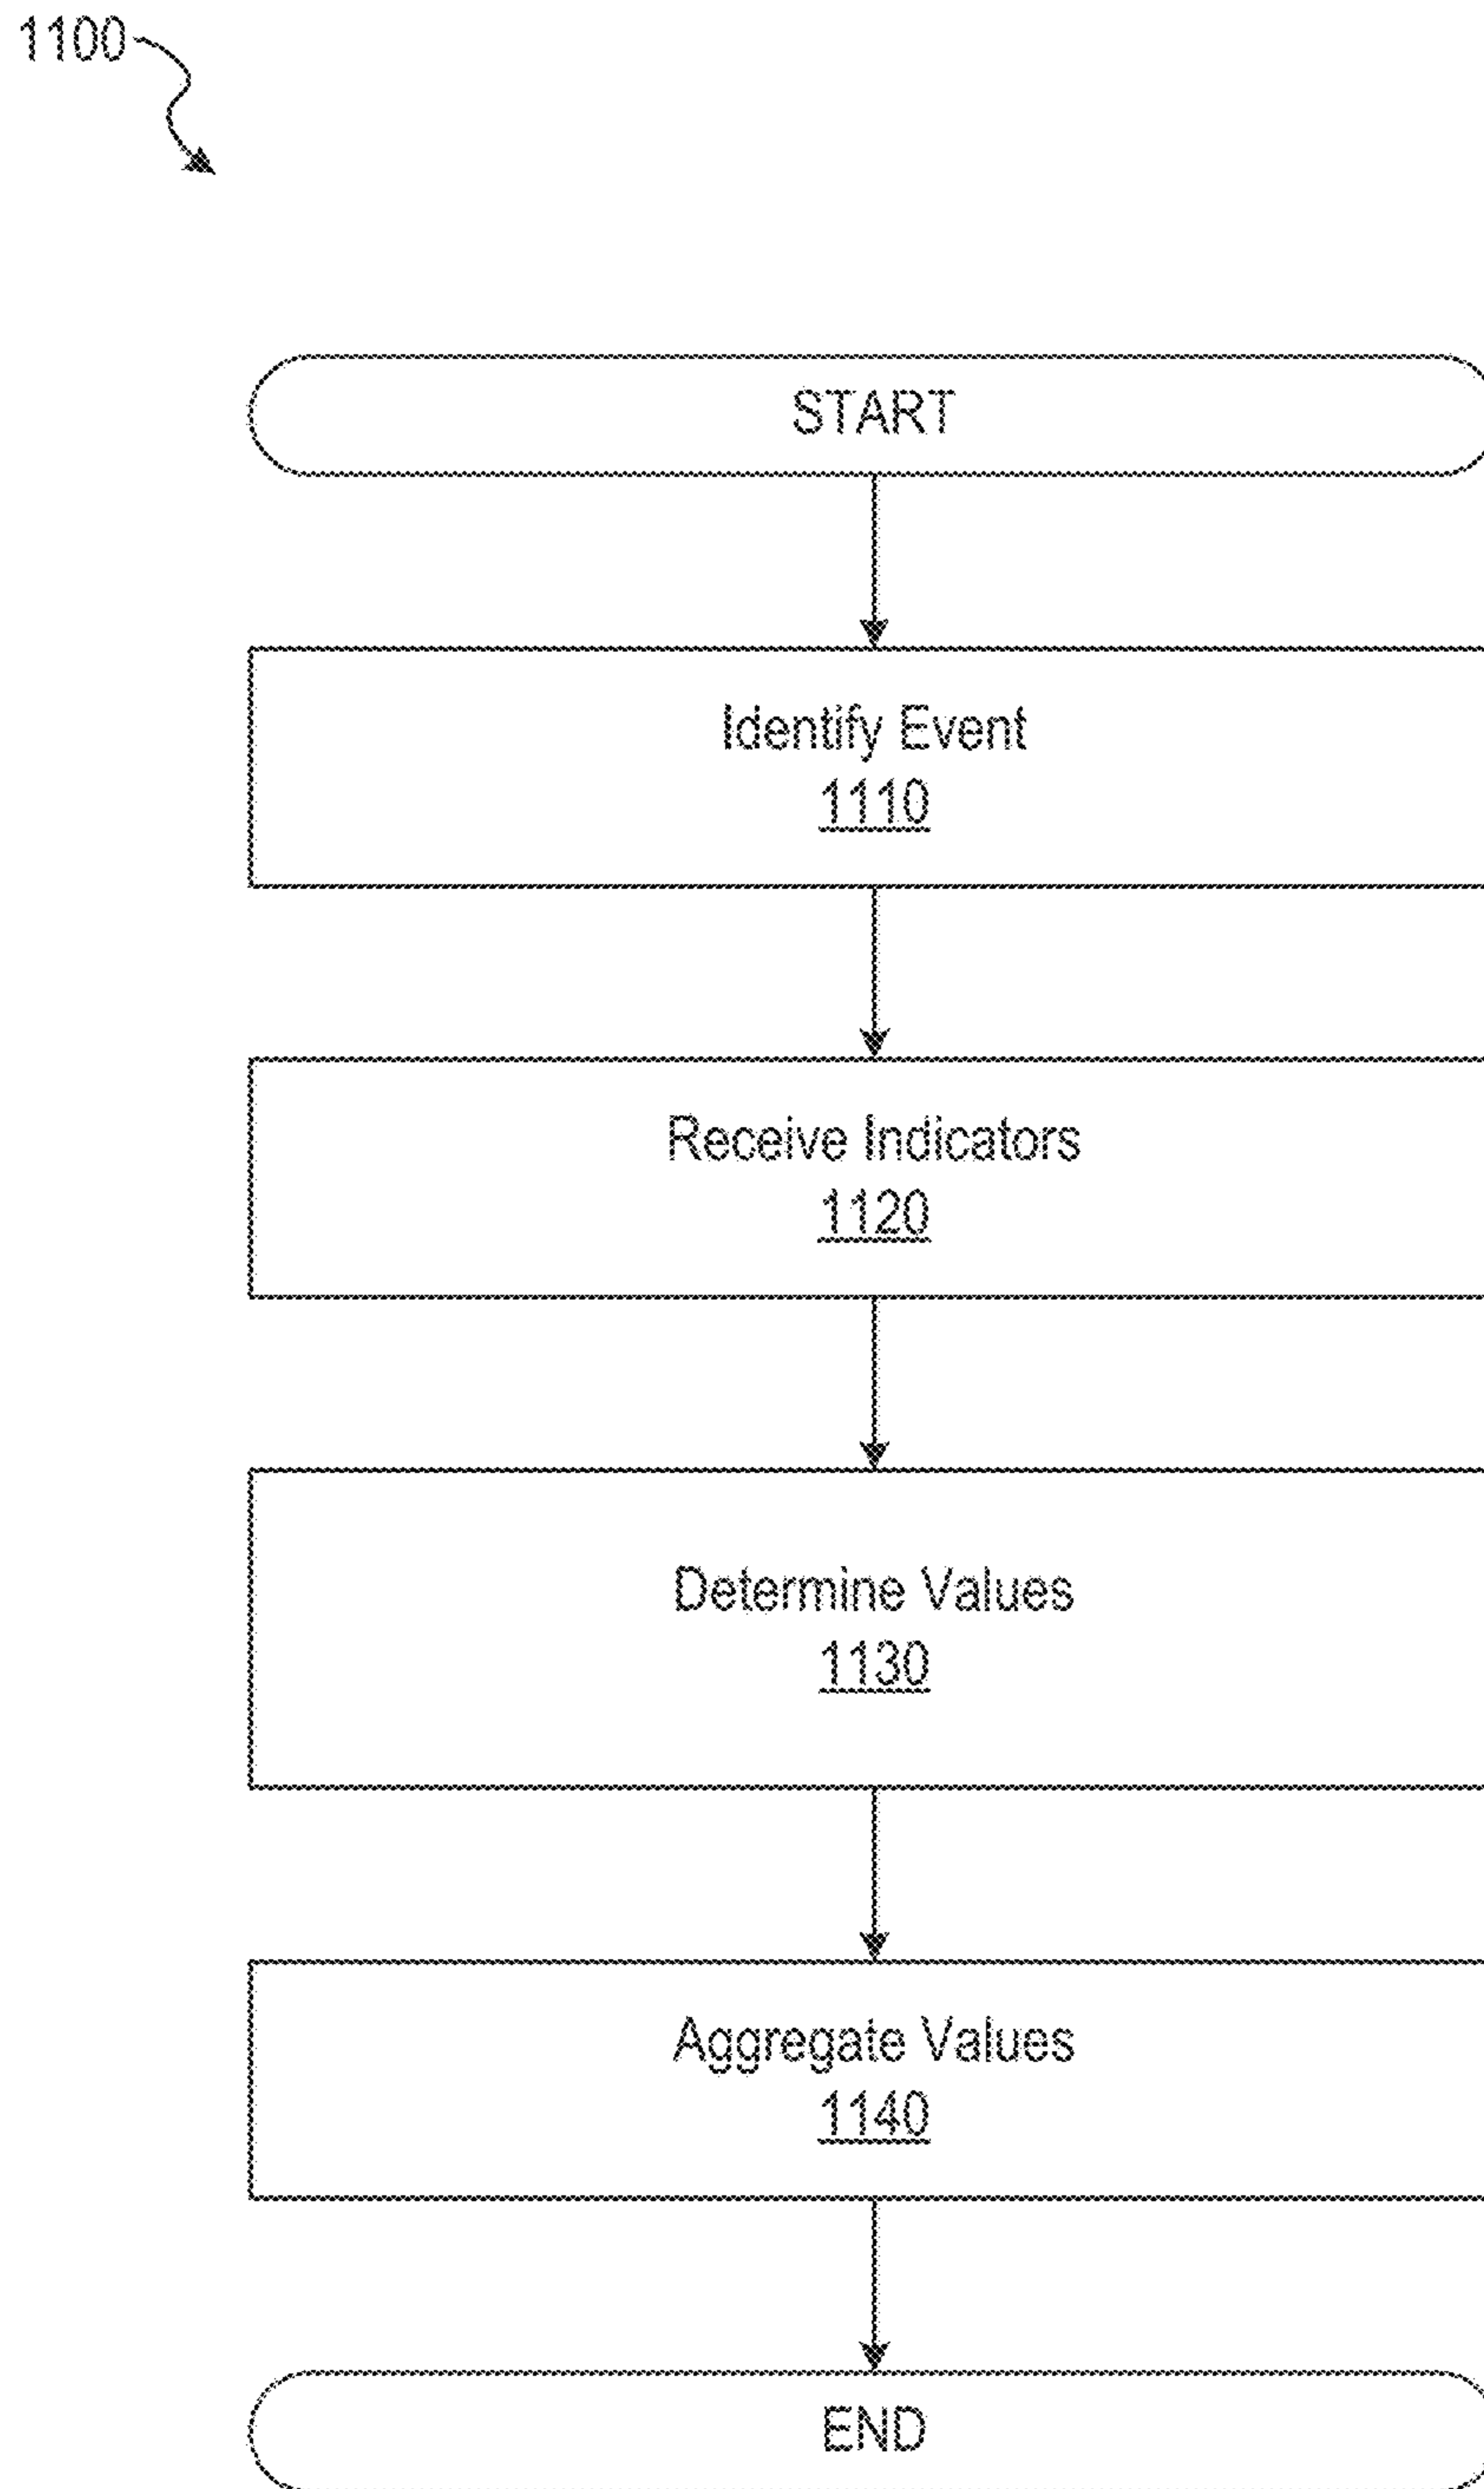 1100
START
Identify Event
1110
Receive Indicators
1120
Determine Values
1130
Aggregate Values
1140
END